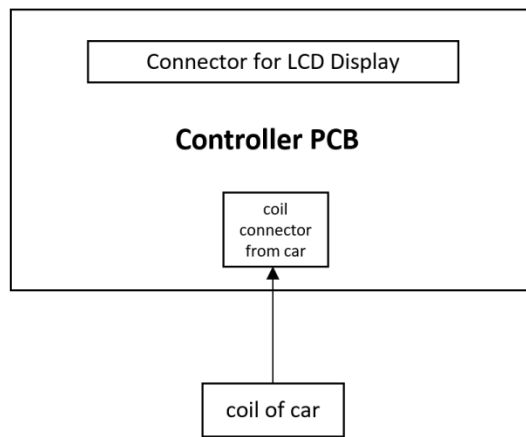 Connector for LCD Display
Controller PCB
coil
connector
from car
coil of car